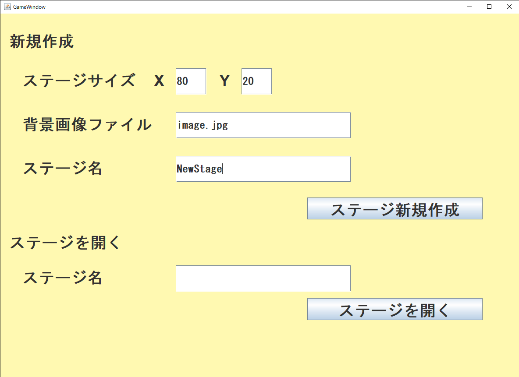 GameWindow
新規作成
ステージサイズ X 80 Y 20
背景画像ファイル image.jpg
ステージ名 NewStage
ステージ新規作成
ステージを開く
ステージ名
ステージを開く